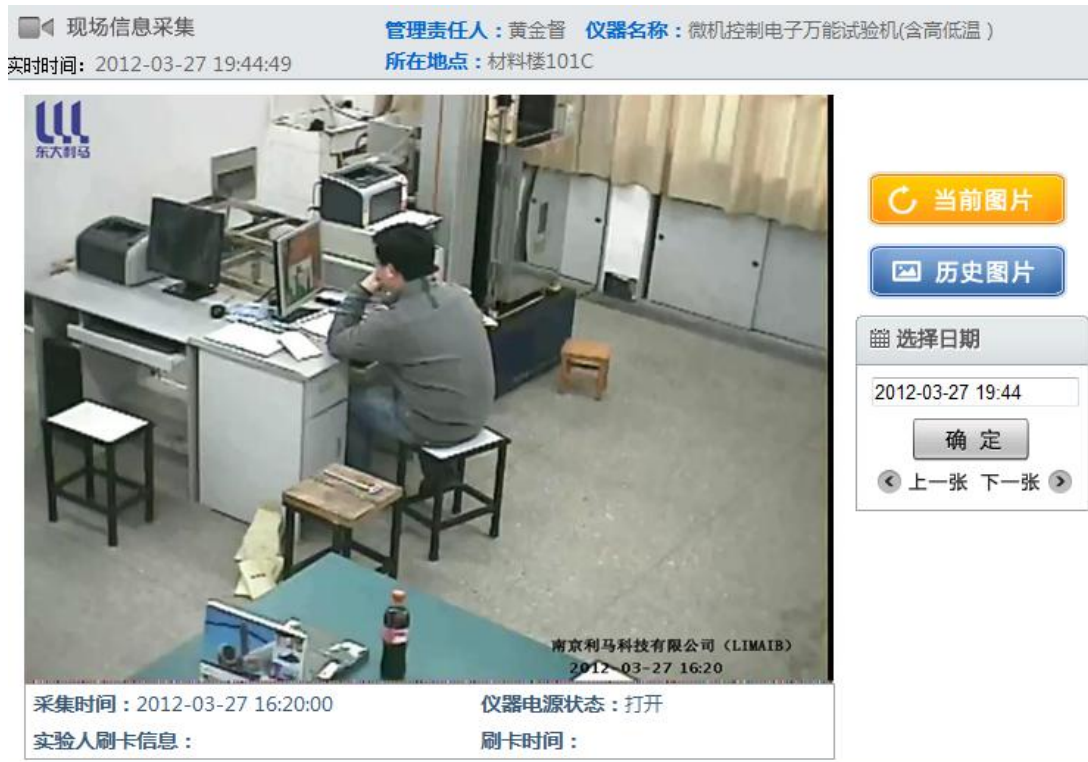 现场信息采集
管理责任人：黄金督 仪器名称：微机控制电子万能试验机(含高低温 )
实时时间: 2012-03-27 19:44:49
所在地点：材料楼101C
东大利马
当前图片
历史图片
选择日期
2012-03-27 19:44
确 定
上一张 下一张
南京利马科技有限公司（LIMAIB）
2012-03-27 16:20
采集时间：2012-03-27 16:20:00
仪器电源状态：打开
实验人刷卡信息：
刷卡时间：